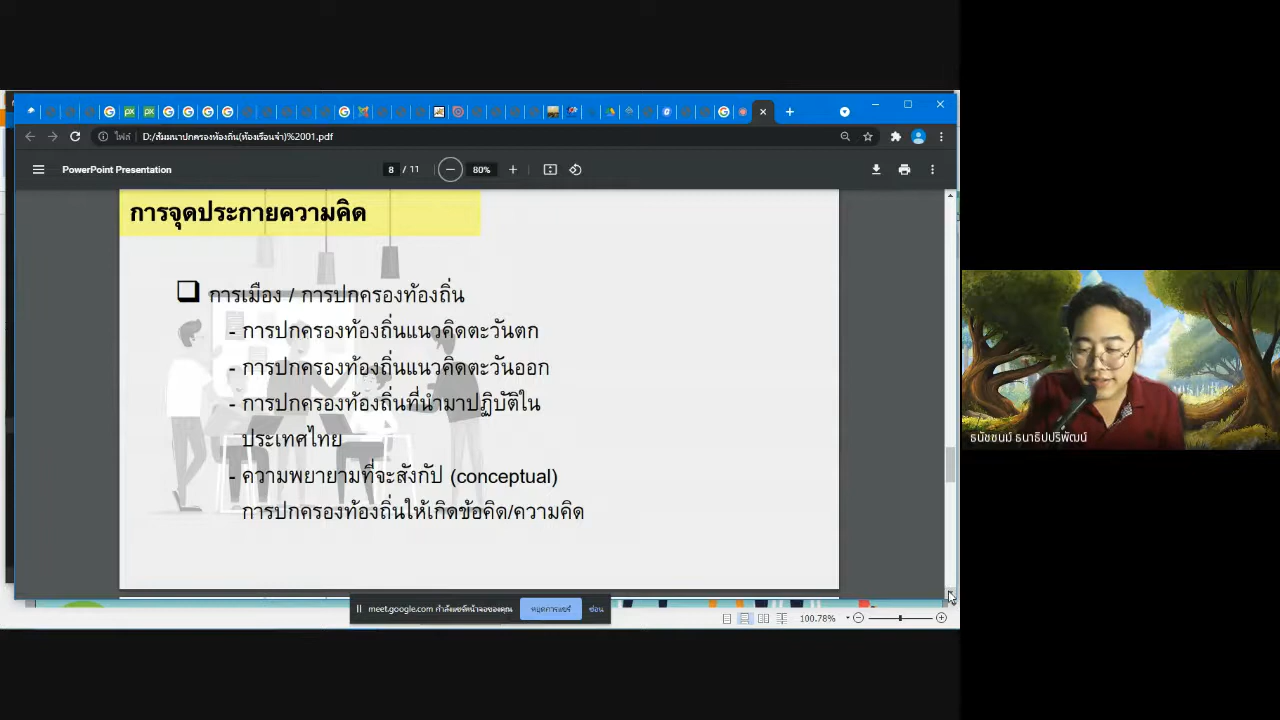 ไฟล์ D:/สัมมนาปกครองท้องถิ่น(ห้องเรือนจำ)%2001.pdf
PowerPoint Presentation 8 / 11 80%
การจุดประกายความคิด
การเมือง / การปกครองท้องถิ่น
- การปกครองท้องถิ่นแนวคิดตะวันตก
- การปกครองท้องถิ่นแนวคิดตะวันออก
- การปกครองท้องถิ่นที่นำมาปฏิบัติใน
ประเทศไทย
- ความพยายามที่จะสังกัป (conceptual)
การปกครองท้องถิ่นให้เกิดข้อคิด/ความคิด
ธนัชชนม์ ธนาธิปปริพัฒน์
meet.google.com กำลังแชร์หน้าจอของคุณ หยุดการแชร์ ซ่อน
100.78%